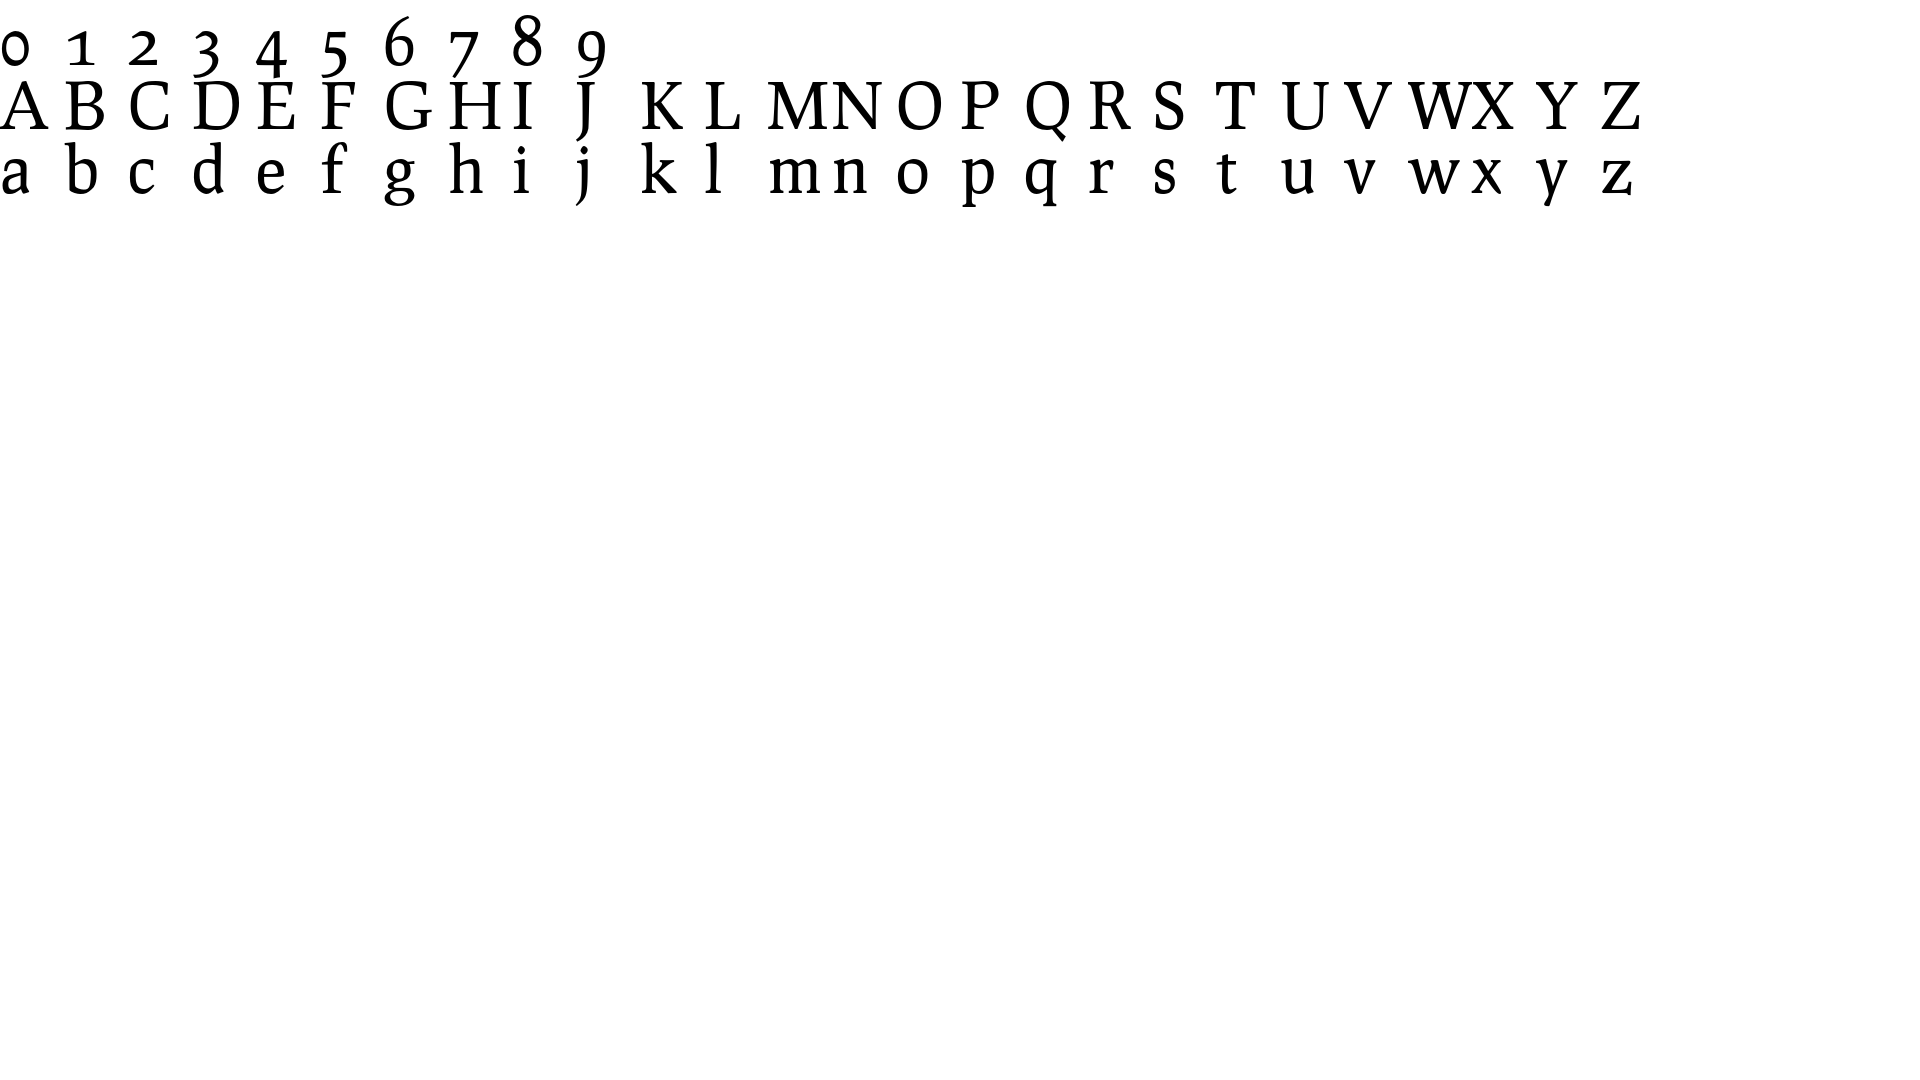 0 1 2 3 4 5 6 7 8 9
A B C D E F G H I J K L M N O P Q R S T U V W X Y Z
a b c d e f g h i j k l m n o p q r s t u v w x y z